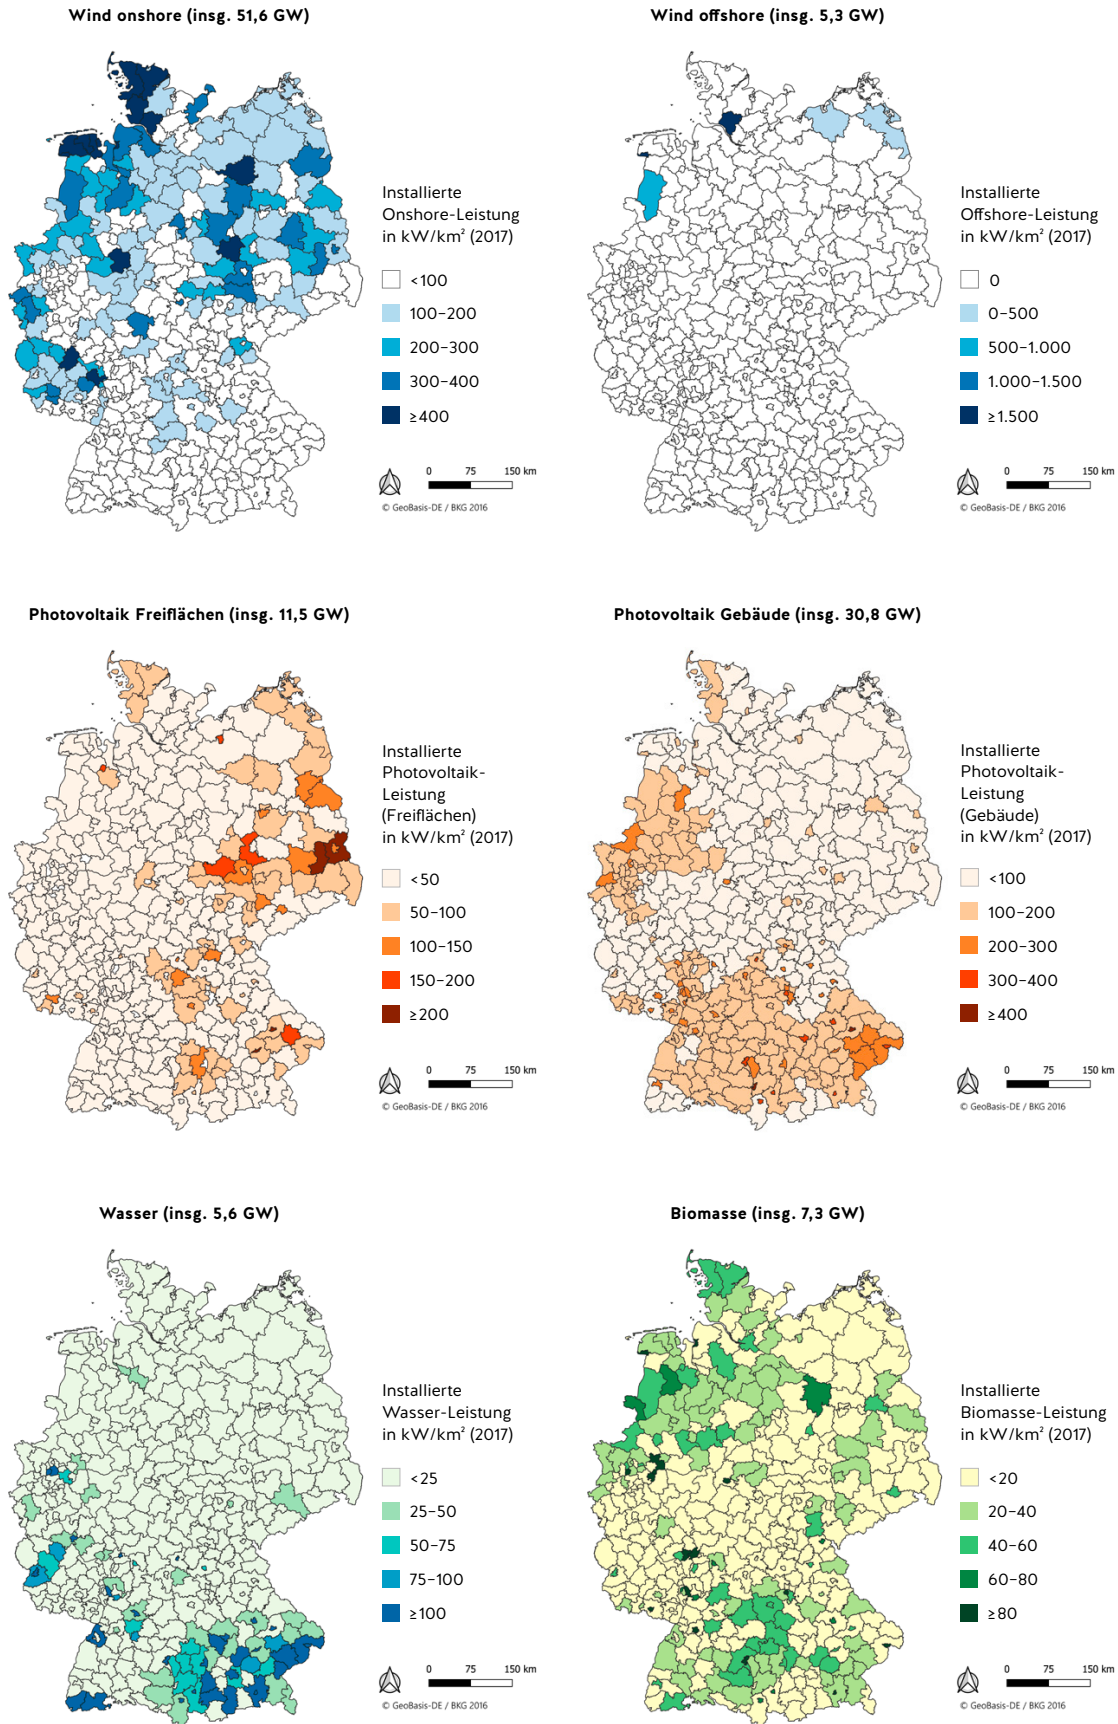 Wind onshore (insg. 51,6 GW)
Installierte
Onshore-Leistung
in kW/km² (2017)
<100
100–200
200–300
300–400
≥400
0 75 150 km
© GeoBasis-DE / BKG 2016
Wind offshore (insg. 5,3 GW)
Installierte
Offshore-Leistung
in kW/km² (2017)
0
0–500
500–1.000
1.000–1.500
≥1.500
0 75 150 km
© GeoBasis-DE / BKG 2016
Photovoltaik Freiflächen (insg. 11,5 GW)
Installierte
Photovoltaik-
Leistung
(Freiflächen)
in kW/km² (2017)
<50
50–100
100–150
150–200
≥200
0 75 150 km
© GeoBasis-DE / BKG 2016
Photovoltaik Gebäude (insg. 30,8 GW)
Installierte
Photovoltaik-
Leistung
(Gebäude)
in kW/km² (2017)
<100
100–200
200–300
300–400
≥400
0 75 150 km
© GeoBasis-DE / BKG 2016
Wasser (insg. 5,6 GW)
Installierte
Wasser-Leistung
in kW/km² (2017)
<25
25–50
50–75
75–100
≥100
0 75 150 km
© GeoBasis-DE / BKG 2016
Biomasse (insg. 7,3 GW)
Installierte
Biomasse-Leistung
in kW/km² (2017)
<20
20–40
40–60
60–80
≥80
0 75 150 km
© GeoBasis-DE / BKG 2016